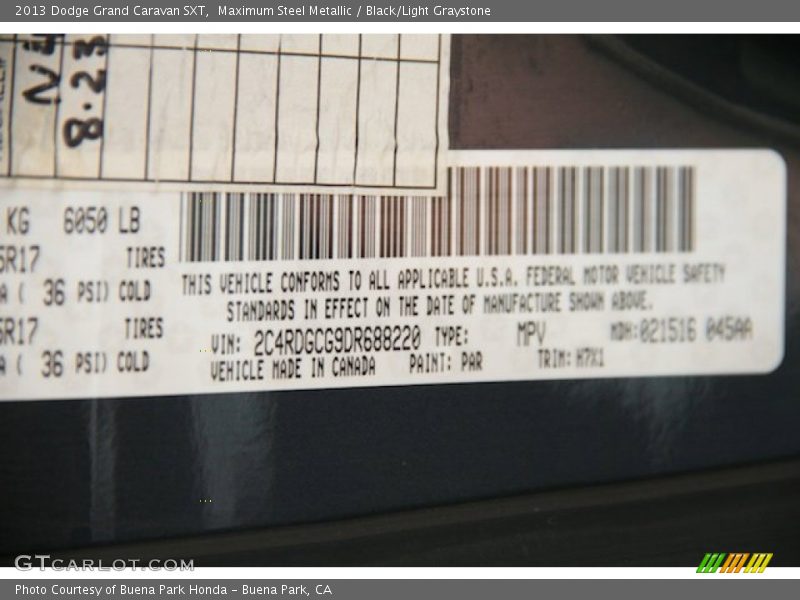 2013 Dodge Grand Caravan SXT,  Maximum Steel Metallic / Black/Light Graystone
8·23
KG 6050 LB
5R17 TIRES
( 36 PSI) COLD
5R17 TIRES
( 36 PSI) COLD
THIS VEHICLE CONFORMS TO ALL APPLICABLE U.S.A. FEDERAL MOTOR VEHICLE SAFETY
STANDARDS IN EFFECT ON THE DATE OF MANUFACTURE SHOWN ABOVE.
VIN: 2C4RDGCG9DR688220 TYPE: MPV MDH:021516 045AA
VEHICLE MADE IN CANADA PAINT: PAR TRIM: H7X1
GTCARLOT.COM
Photo Courtesy of Buena Park Honda – Buena Park, CA